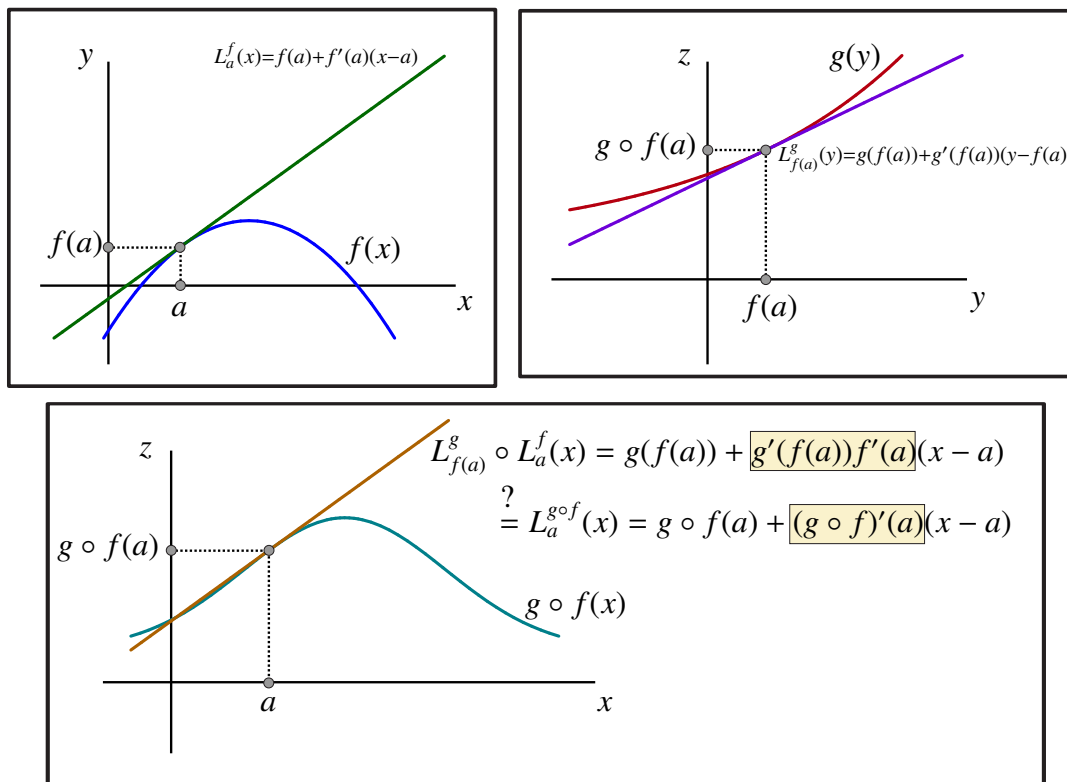 y
L_a^f(x)=f(a)+f′(a)(x−a)
f(a)
f(x)
a
x
z
g(y)
g ∘ f(a)
L_{f(a)}^g(y)=g(f(a))+g′(f(a))(y−f(a)
f(a)
y
z
L_{f(a)}^g ∘ L_a^f(x) = g(f(a)) + g′(f(a))f′(a)(x − a)
?
= L_a^{g∘f}(x) = g ∘ f(a) + (g ∘ f)′(a)(x − a)
g ∘ f(a)
g ∘ f(x)
a
x